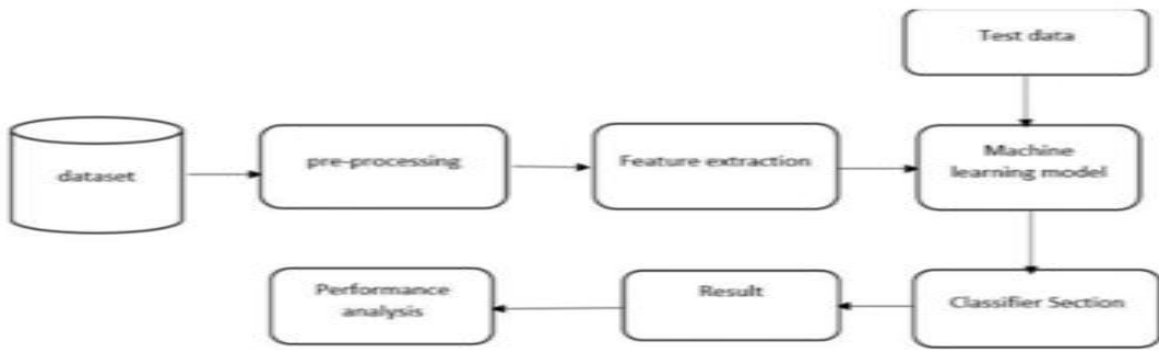 Test data
dataset
pre-processing
Feature extraction
Machine
learning model
Performance
analysis
Result
Classifier Section